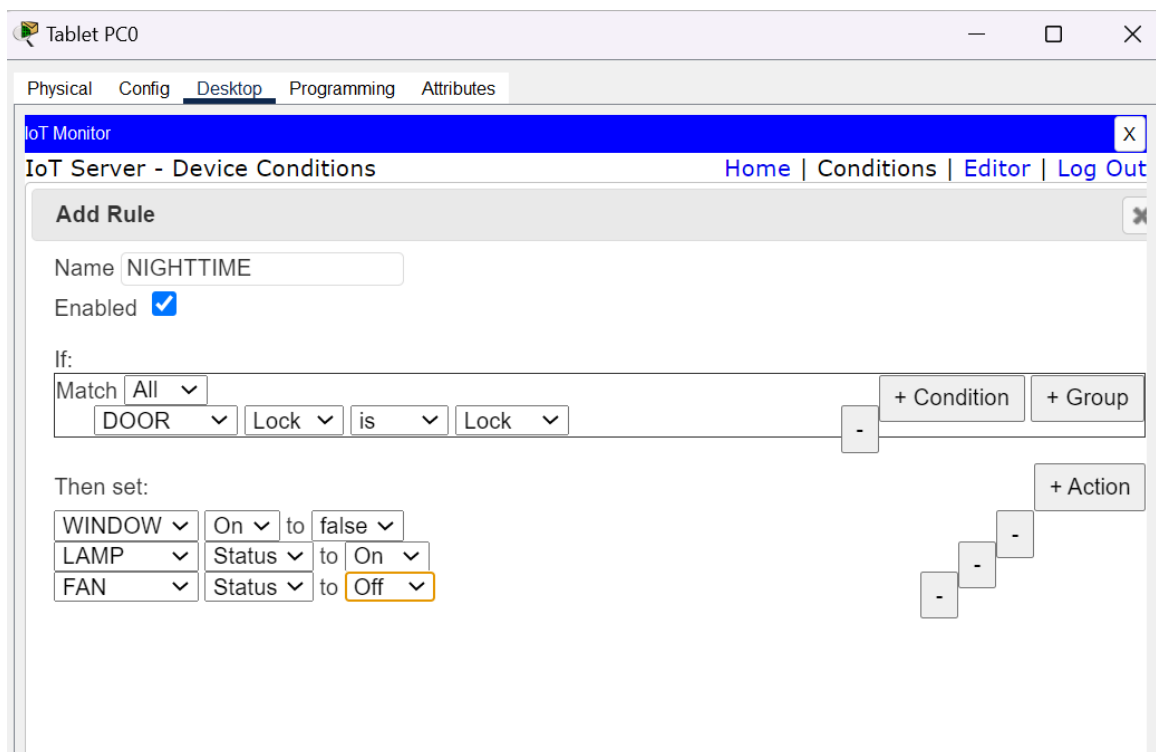 Tablet PC0
Physical Config Desktop Programming Attributes
IoT Monitor X
IoT Server - Device Conditions Home | Conditions | Editor | Log Out
Add Rule
Name NIGHTTIME
Enabled
If:
Match All + Condition + Group
DOOR Lock is Lock -
Then set: + Action
WINDOW On to false -
LAMP Status to On -
FAN Status to Off -